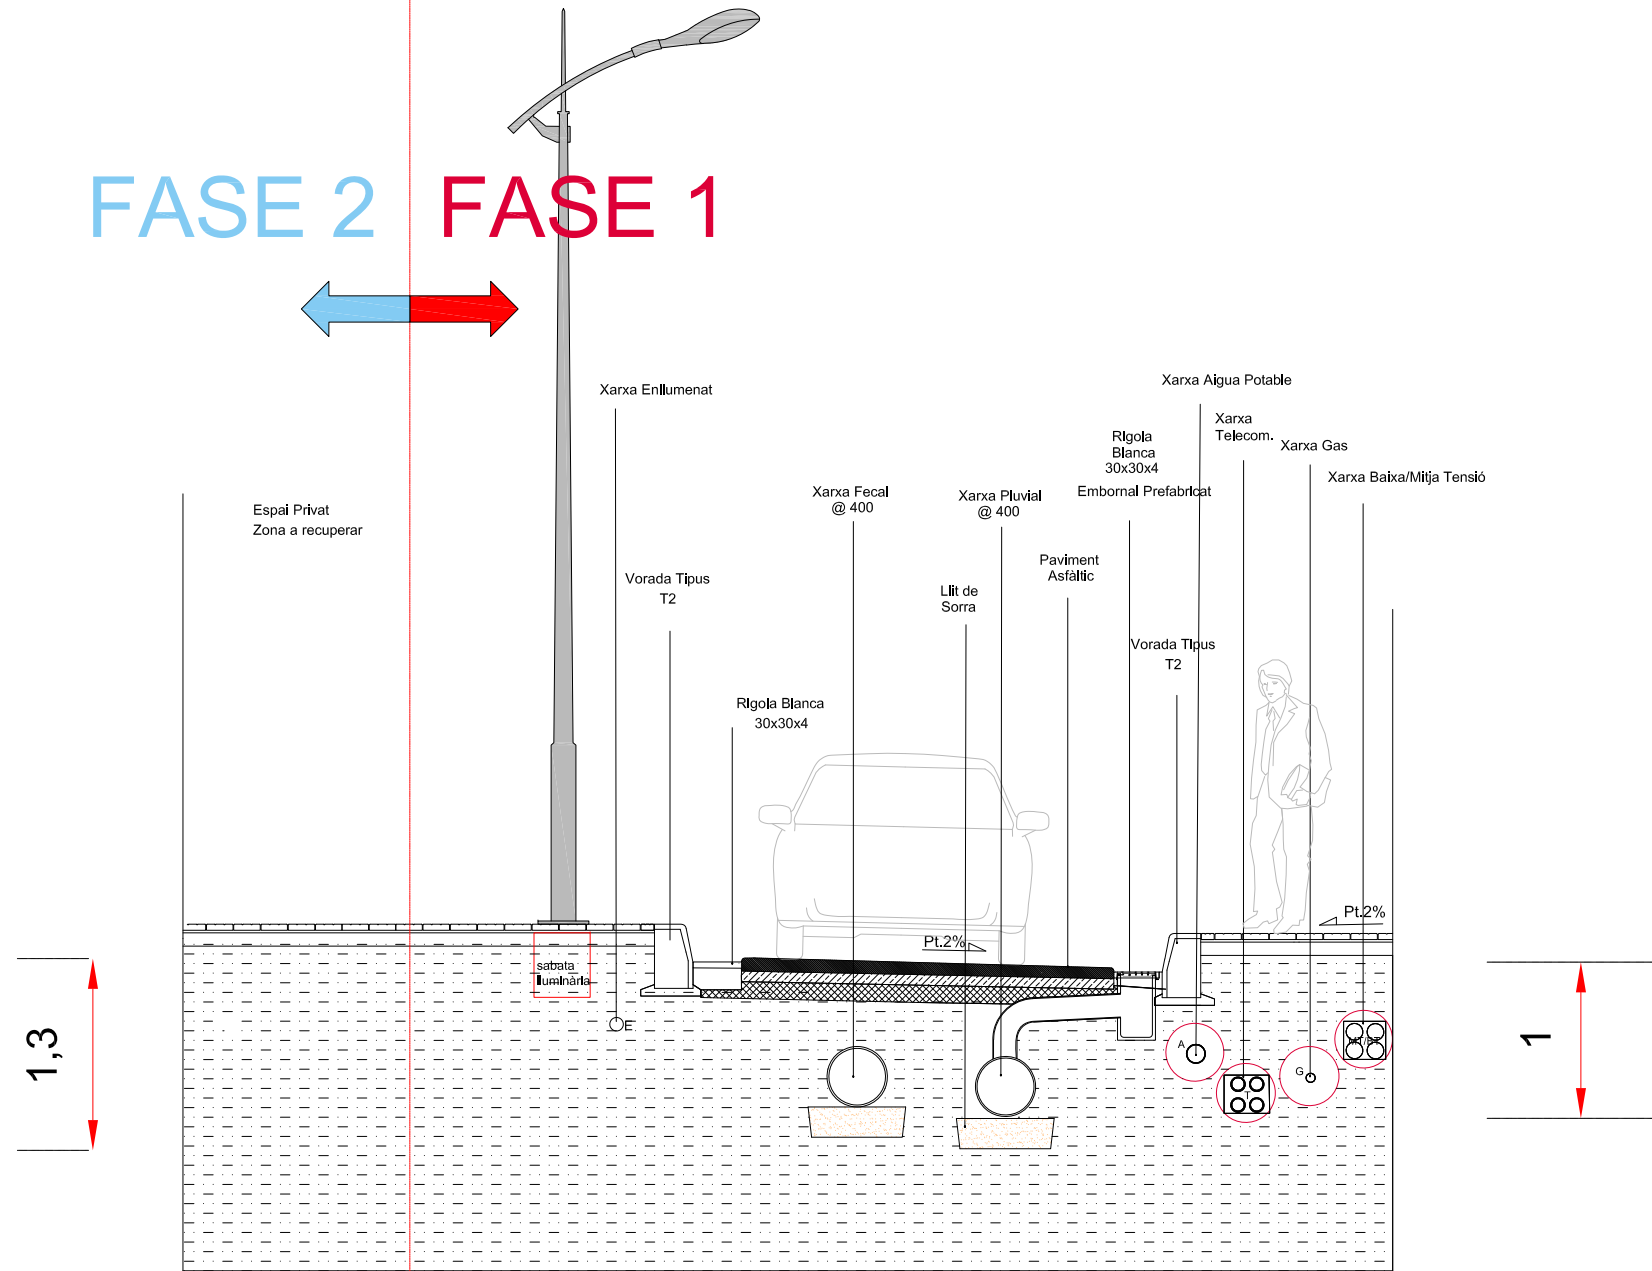 FASE 2
FASE 1
Xarxa Enllumenat
Xarxa Aigua Potable
Xarxa
Telecom.
Xarxa Gas
Xarxa Baixa/Mitja Tensió
Rigola
Blanca
30x30x4
Embornal Prefabricat
Xarxa Fecal
@ 400
Xarxa Pluvial
@ 400
Espai Privat
Zona a recuperar
Paviment
Asfàltic
Vorada Tipus
T2
Llit de
Sorra
Vorada Tipus
T2
Rigola Blanca
30x30x4
Pt.2%
Pt.2%
sabata
lluminària
E
A
T
G
MT/BT
1,3
1